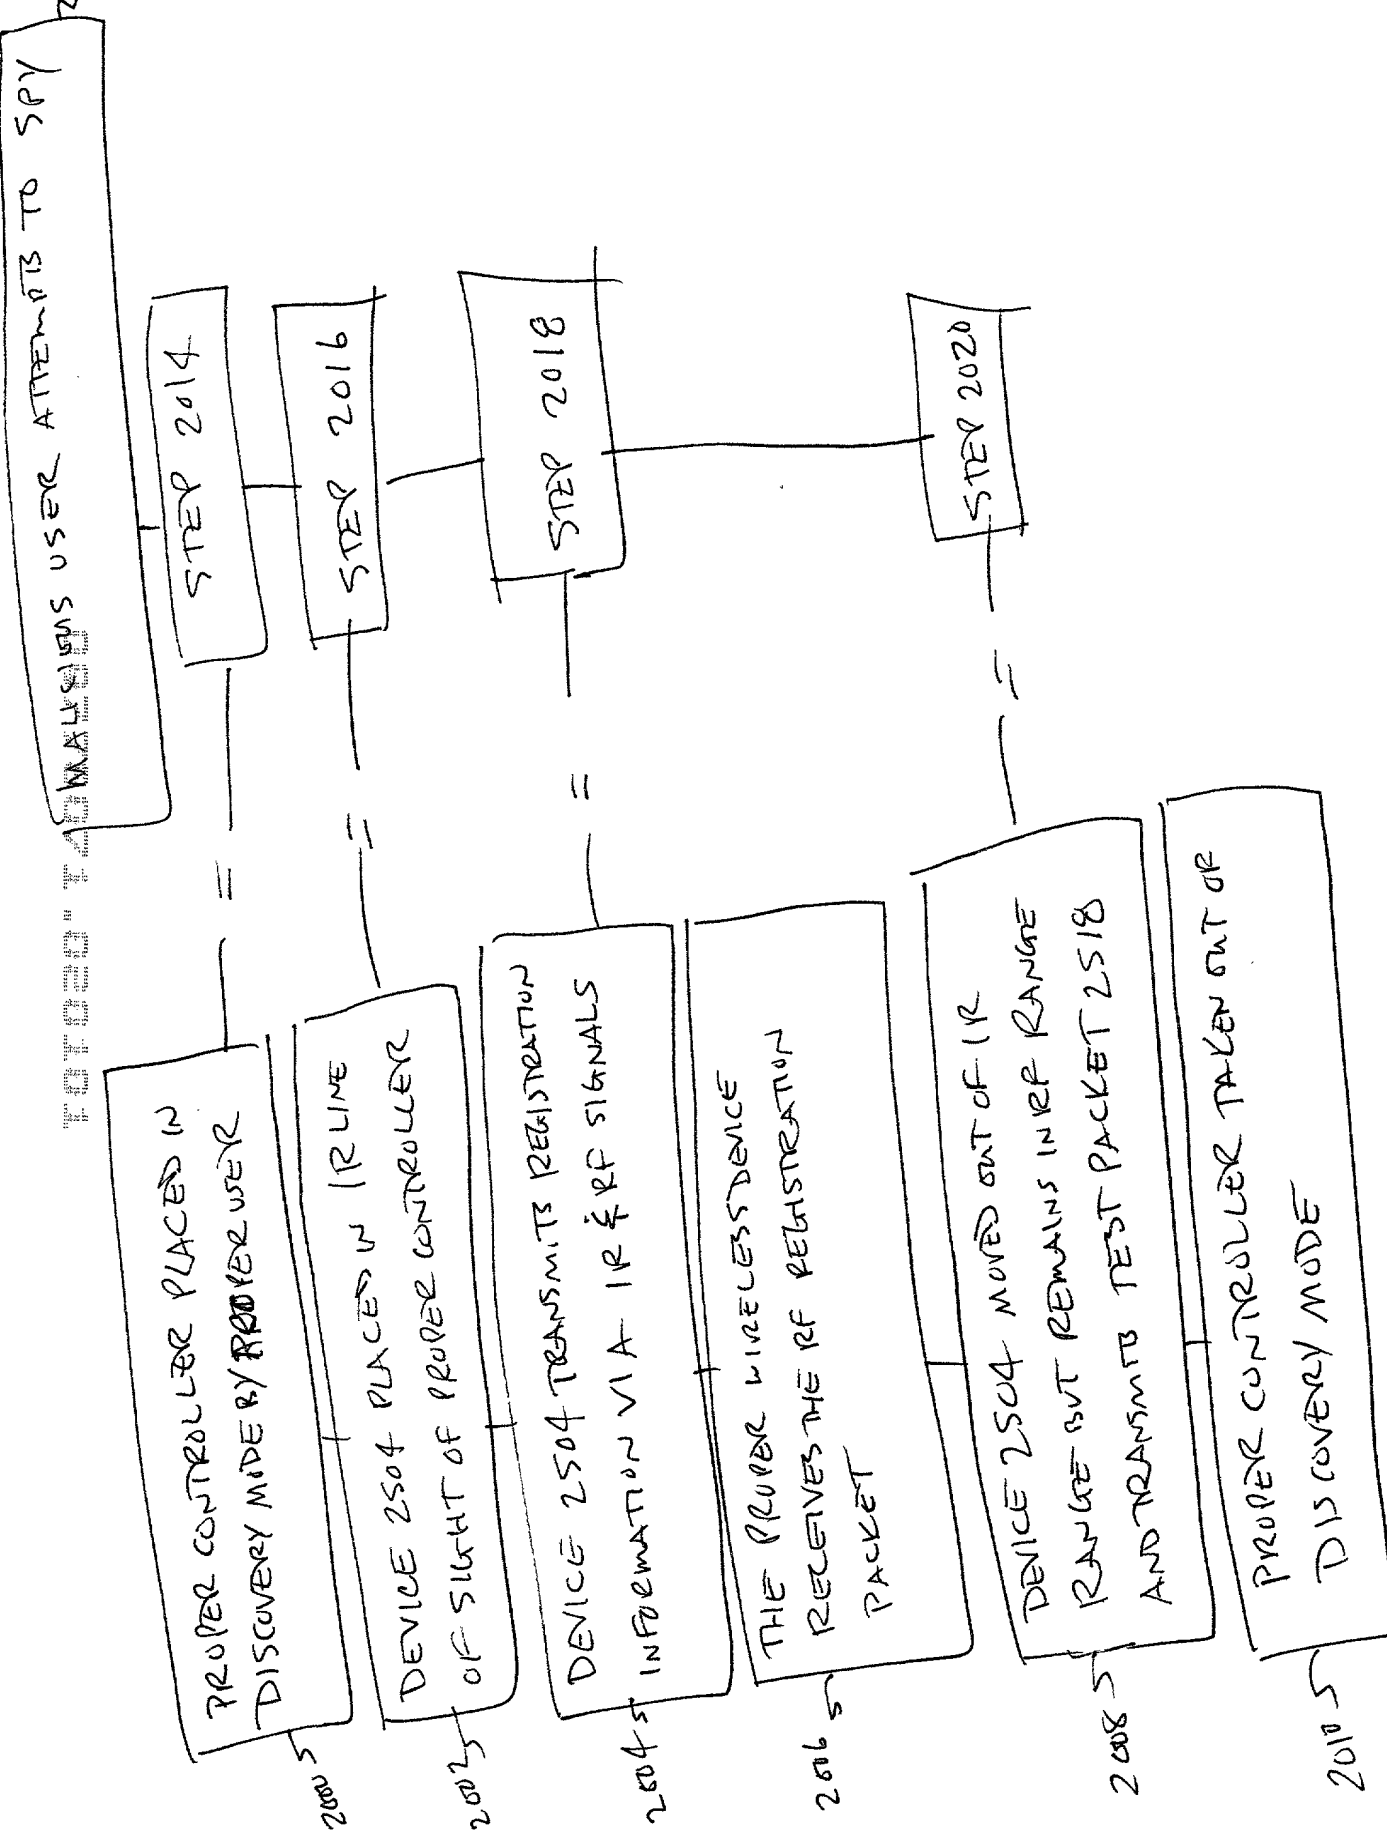 MALICIOUS USER ATTEMPTS TO SPY
STEP 2014
STEP 2016
STEP 2018
STEP 2020
PROPER CONTROLLER PLACED IN
DISCOVERY MODE BY PROPER USER
2000
DEVICE 2504 PLACED IN IR LINE
OF SIGHT OF PROPER CONTROLLER
2002
DEVICE 2504 TRANSMITS REGISTRATION
INFORMATION VIA IR & RF SIGNALS
2004
THE PROPER WIRELESS DEVICE
RECEIVES THE RF REGISTRATION
PACKET
2006
DEVICE 2504 MOVED OUT OF IR
RANGE BUT REMAINS IN RF RANGE
AND TRANSMITS TEST PACKET 2518
2008
PROPER CONTROLLER TAKEN OUT OF
DISCOVERY MODE
2010